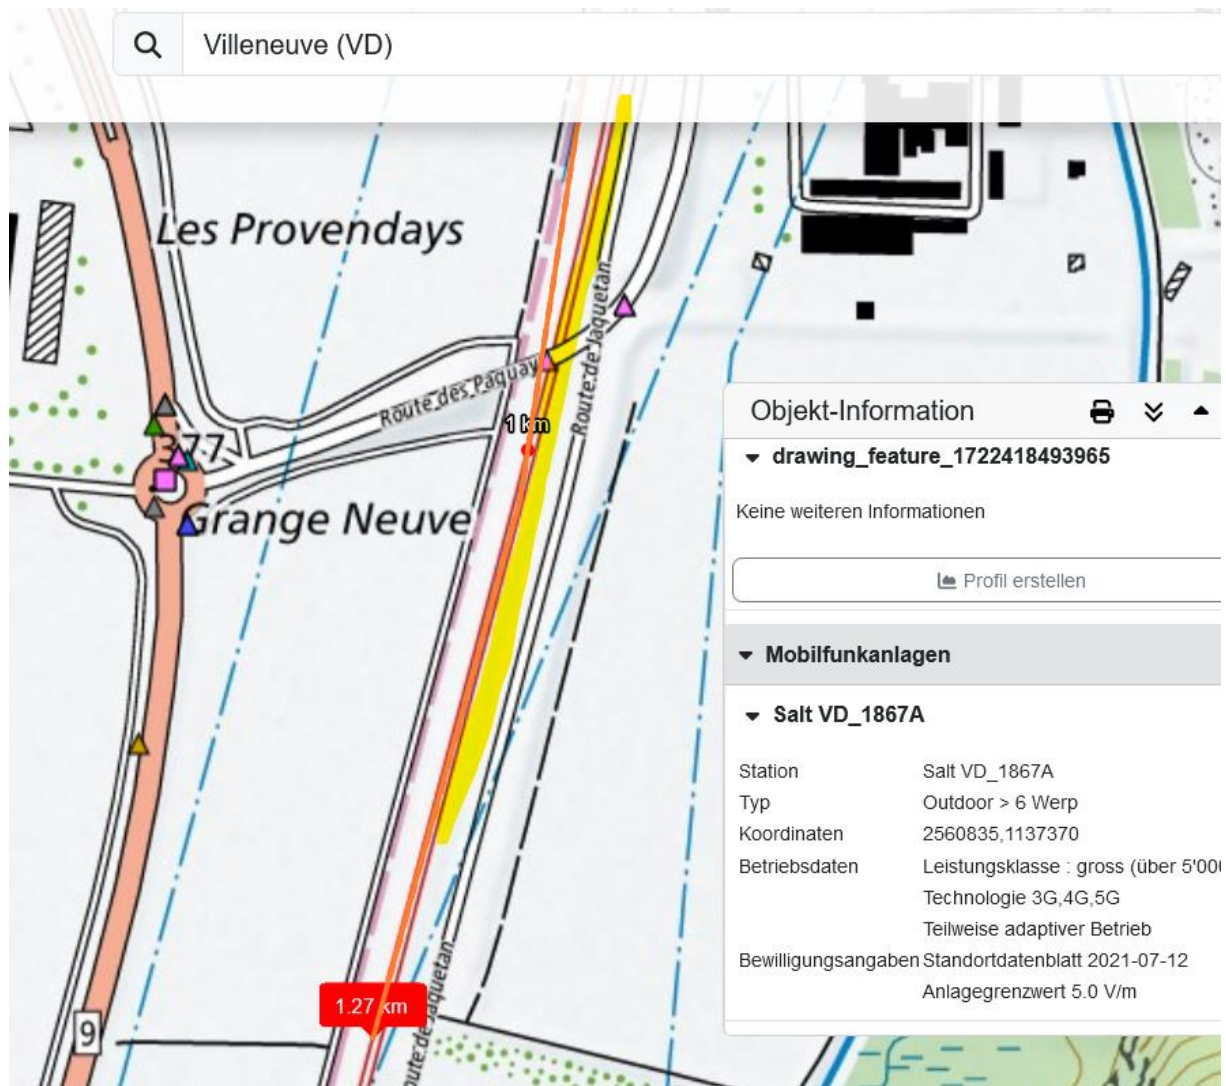 Villeneuve (VD)
Les Provendays
Route de Jaquetan
Route des Paquay
1 km
377
Grange Neuve
Objekt-Information
drawing_feature_1722418493965
Keine weiteren Informationen
Profil erstellen
Mobilfunkanlagen
Salt VD_1867A
Station Salt VD_1867A
Typ Outdoor > 6 Werp
Koordinaten 2560835,1137370
Betriebsdaten Leistungsklasse : gross (über 5'00
Technologie 3G,4G,5G
Teilweise adaptiver Betrieb
Bewilligungsangaben Standortdatenblatt 2021-07-12
Anlagegrenzwert 5.0 V/m
1.27 km
9
oute de Jaquetan